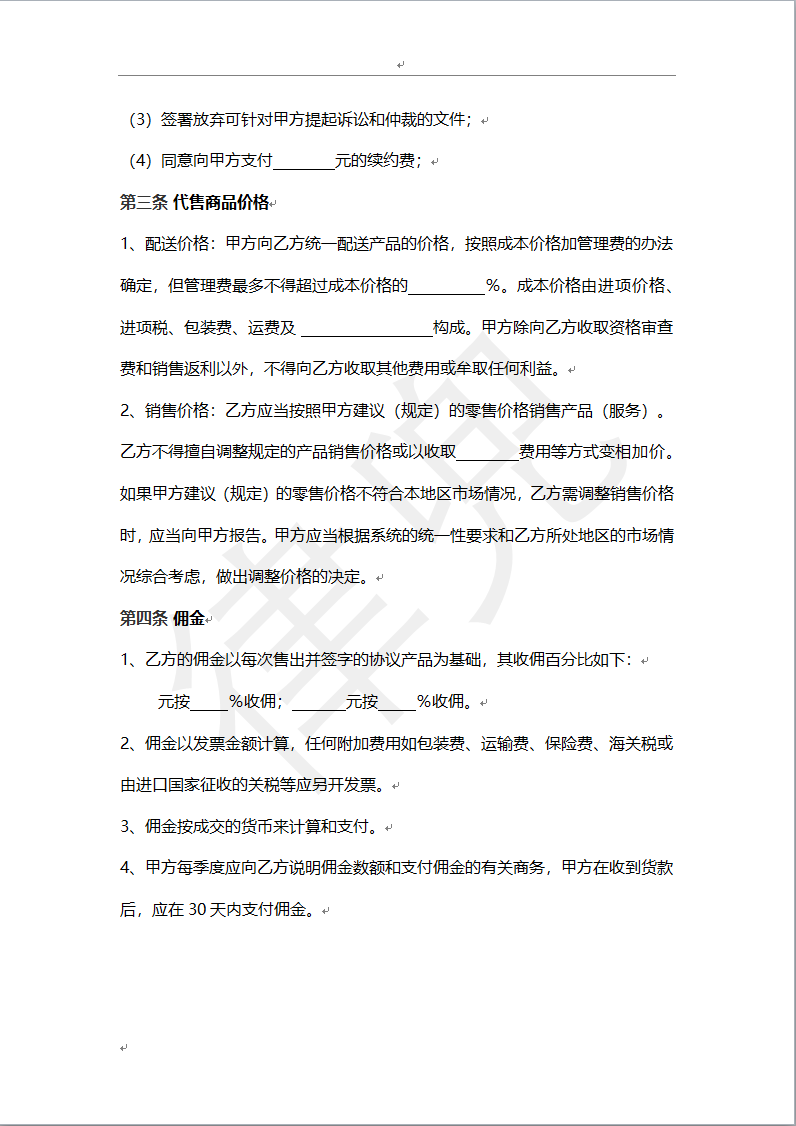 （3）签署放弃可针对甲方提起诉讼和仲裁的文件；
（4）同意向甲方支付________元的续约费；
第三条 代售商品价格
1、配送价格：甲方向乙方统一配送产品的价格，按照成本价格加管理费的办法
确定，但管理费最多不得超过成本价格的__________%。成本价格由进项价格、
进项税、包装费、运费及 _________________构成。甲方除向乙方收取资格审查
费和销售返利以外，不得向乙方收取其他费用或牟取任何利益。
2、销售价格：乙方应当按照甲方建议（规定）的零售价格销售产品（服务）。
乙方不得擅自调整规定的产品销售价格或以收取________费用等方式变相加价。
如果甲方建议（规定）的零售价格不符合本地区市场情况，乙方需调整销售价格
时，应当向甲方报告。甲方应当根据系统的统一性要求和乙方所处地区的市场情
况综合考虑，做出调整价格的决定。
第四条 佣金
1、乙方的佣金以每次售出并签字的协议产品为基础，其收佣百分比如下：
元按_____%收佣；_______元按_____%收佣。
2、佣金以发票金额计算，任何附加费用如包装费、运输费、保险费、海关税或
由进口国家征收的关税等应另开发票。
3、佣金按成交的货币来计算和支付。
4、甲方每季度应向乙方说明佣金数额和支付佣金的有关商务，甲方在收到货款
后，应在 30 天内支付佣金。
律兜